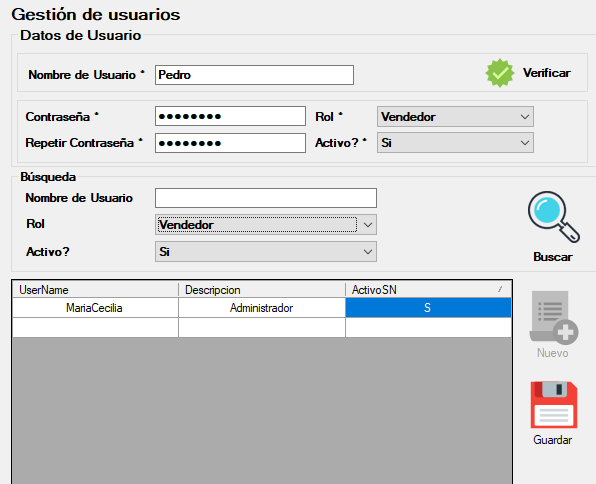 Gestión de usuarios
Datos de Usuario
Nombre de Usuario * Pedro Verificar
Contraseña * ●●●●●●●● Rol * Vendedor
Repetir Contraseña * ●●●●●●●● Activo? * Si
Búsqueda
Nombre de Usuario
Rol Vendedor
Activo? Si
Buscar
UserName Descripcion ActivoSN
MariaCecilia Administrador S
Nuevo
Guardar